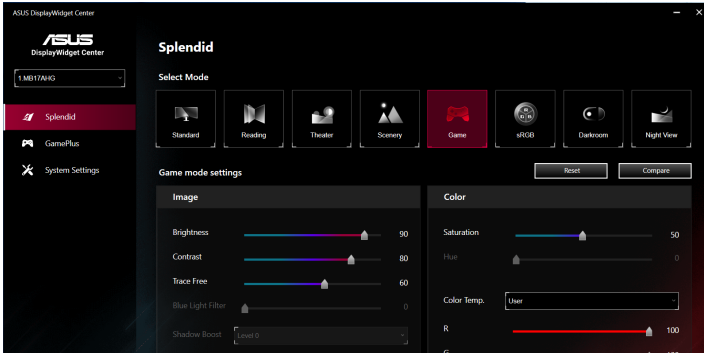 ASUS DisplayWidget Center
ASUS
DisplayWidget Center
1.MB17AHG
Splendid
GamePlus
System Settings
Splendid
Select Mode
Standard
Reading
Theater
Scenery
Game
R
G B
sRGB
Darkroom
Night View
Game mode settings
Reset
Compare
Image
Brightness 90
Contrast 80
Trace Free 60
Blue Light Filter 0
Shadow Boost Level 0
Color
Saturation 50
Hue 0
Color Temp. User
R 100